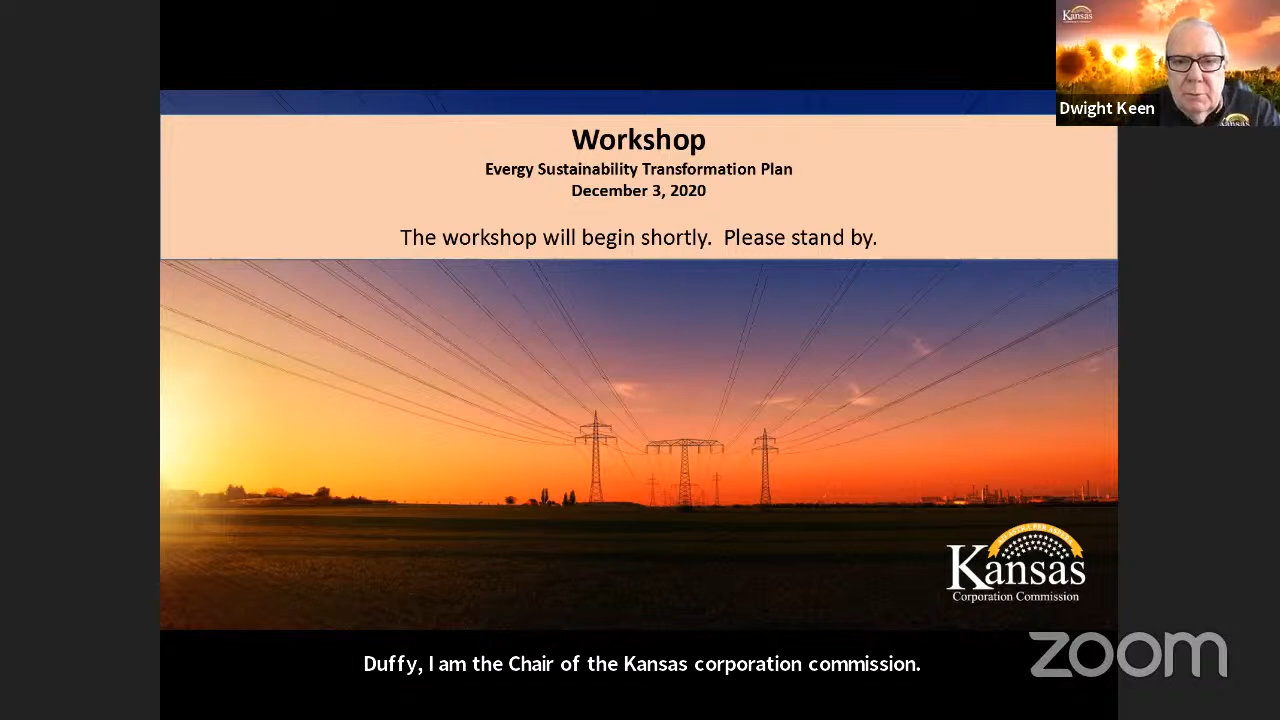 Kansas
Dwight Keen
Workshop
Evergy Sustainability Transformation Plan
December 3, 2020
The workshop will begin shortly.  Please stand by.
Kansas
Corporation Commission
Duffy, I am the Chair of the Kansas corporation commission.
zoom